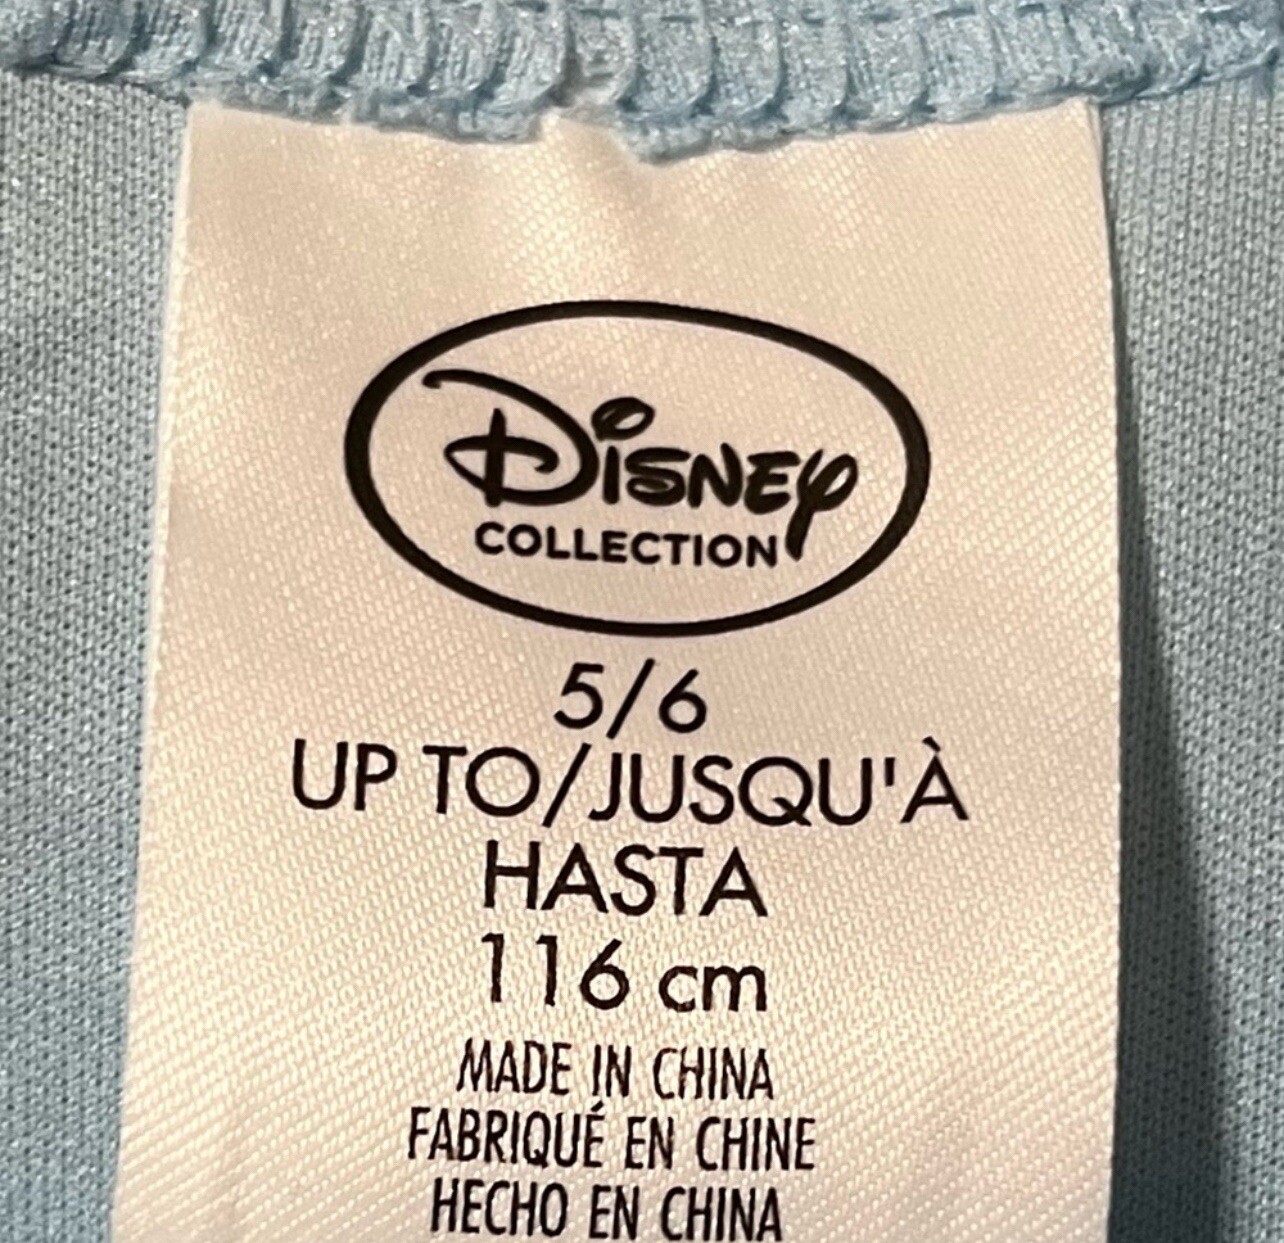 Disney
COLLECTION
5/6
UP TO/JUSQU'À
HASTA
116 cm
MADE IN CHINA
FABRIQUÉ EN CHINE
HECHO EN CHINA